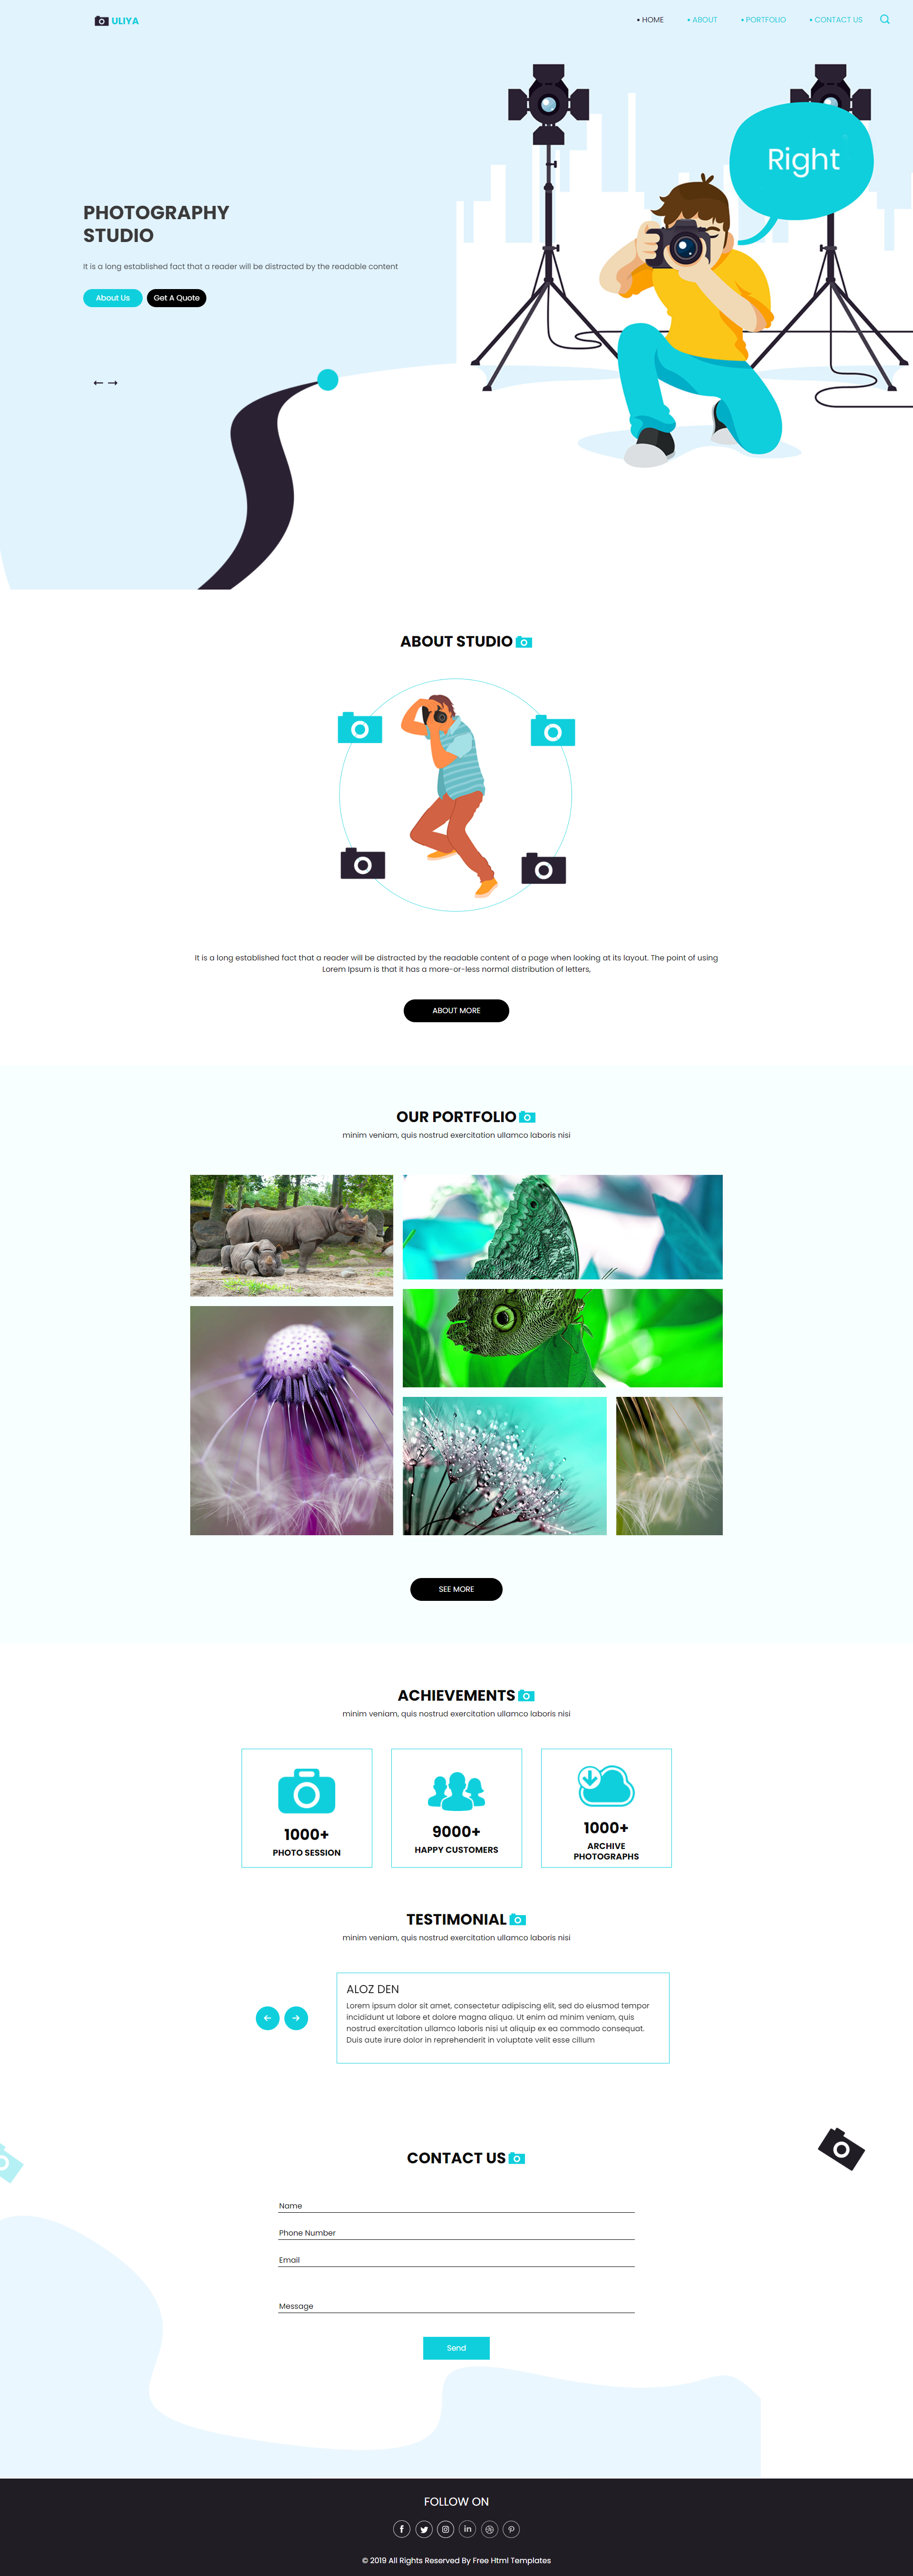 ULIYA
HOME
ABOUT
PORTFOLIO
CONTACT US
Right
PHOTOGRAPHY
STUDIO
It is a long established fact that a reader will be distracted by the readable content
About Us
Get A Quote
ABOUT STUDIO
It is a long established fact that a reader will be distracted by the readable content of a page when looking at its layout. The point of using
Lorem Ipsum is that it has a more-or-less normal distribution of letters,
ABOUT MORE
OUR PORTFOLIO
minim veniam, quis nostrud exercitation ullamco laboris nisi
SEE MORE
ACHIEVEMENTS
minim veniam, quis nostrud exercitation ullamco laboris nisi
1000+
PHOTO SESSION
9000+
HAPPY CUSTOMERS
1000+
ARCHIVE
PHOTOGRAPHS
TESTIMONIAL
minim veniam, quis nostrud exercitation ullamco laboris nisi
ALOZ DEN
Lorem ipsum dolor sit amet, consectetur adipiscing elit, sed do eiusmod tempor
incididunt ut labore et dolore magna aliqua. Ut enim ad minim veniam, quis
nostrud exercitation ullamco laboris nisi ut aliquip ex ea commodo consequat.
Duis aute irure dolor in reprehenderit in voluptate velit esse cillum
CONTACT US
Name
Phone Number
Email
Message
Send
FOLLOW ON
© 2019 All Rights Reserved By Free Html Templates